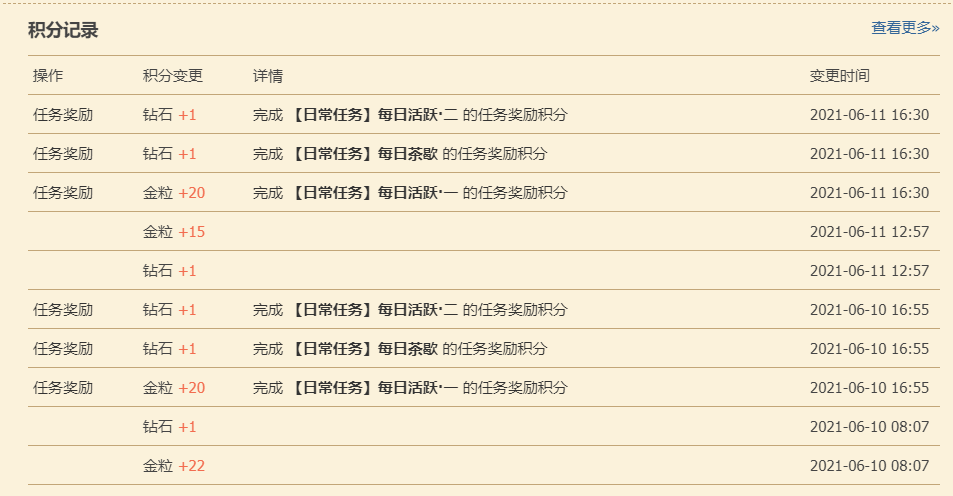 积分记录 查看更多»
操作 积分变更 详情 变更时间
任务奖励 钻石 +1 完成 【日常任务】每日活跃·二 的任务奖励积分 2021-06-11 16:30
任务奖励 钻石 +1 完成 【日常任务】每日茶歇 的任务奖励积分 2021-06-11 16:30
任务奖励 金粒 +20 完成 【日常任务】每日活跃·一 的任务奖励积分 2021-06-11 16:30
金粒 +15 2021-06-11 12:57
钻石 +1 2021-06-11 12:57
任务奖励 钻石 +1 完成 【日常任务】每日活跃·二 的任务奖励积分 2021-06-10 16:55
任务奖励 钻石 +1 完成 【日常任务】每日茶歇 的任务奖励积分 2021-06-10 16:55
任务奖励 金粒 +20 完成 【日常任务】每日活跃·一 的任务奖励积分 2021-06-10 16:55
钻石 +1 2021-06-10 08:07
金粒 +22 2021-06-10 08:07